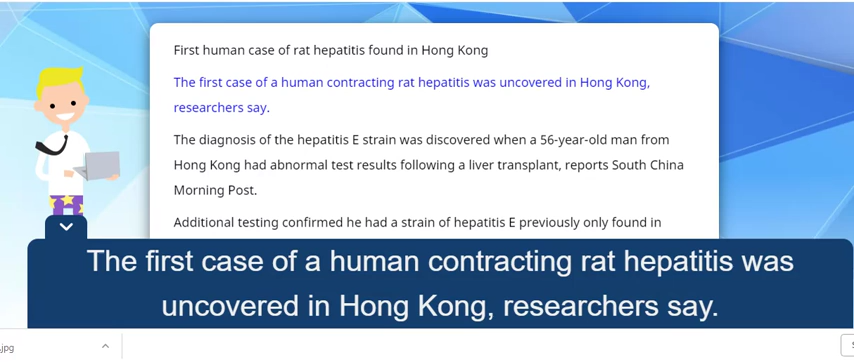 First human case of rat hepatitis found in Hong Kong
The first case of a human contracting rat hepatitis was uncovered in Hong Kong,
researchers say.
The diagnosis of the hepatitis E strain was discovered when a 56-year-old man from
Hong Kong had abnormal test results following a liver transplant, reports South China
Morning Post.
Additional testing confirmed he had a strain of hepatitis E previously only found in
The first case of a human contracting rat hepatitis was
uncovered in Hong Kong, researchers say.
.jpg